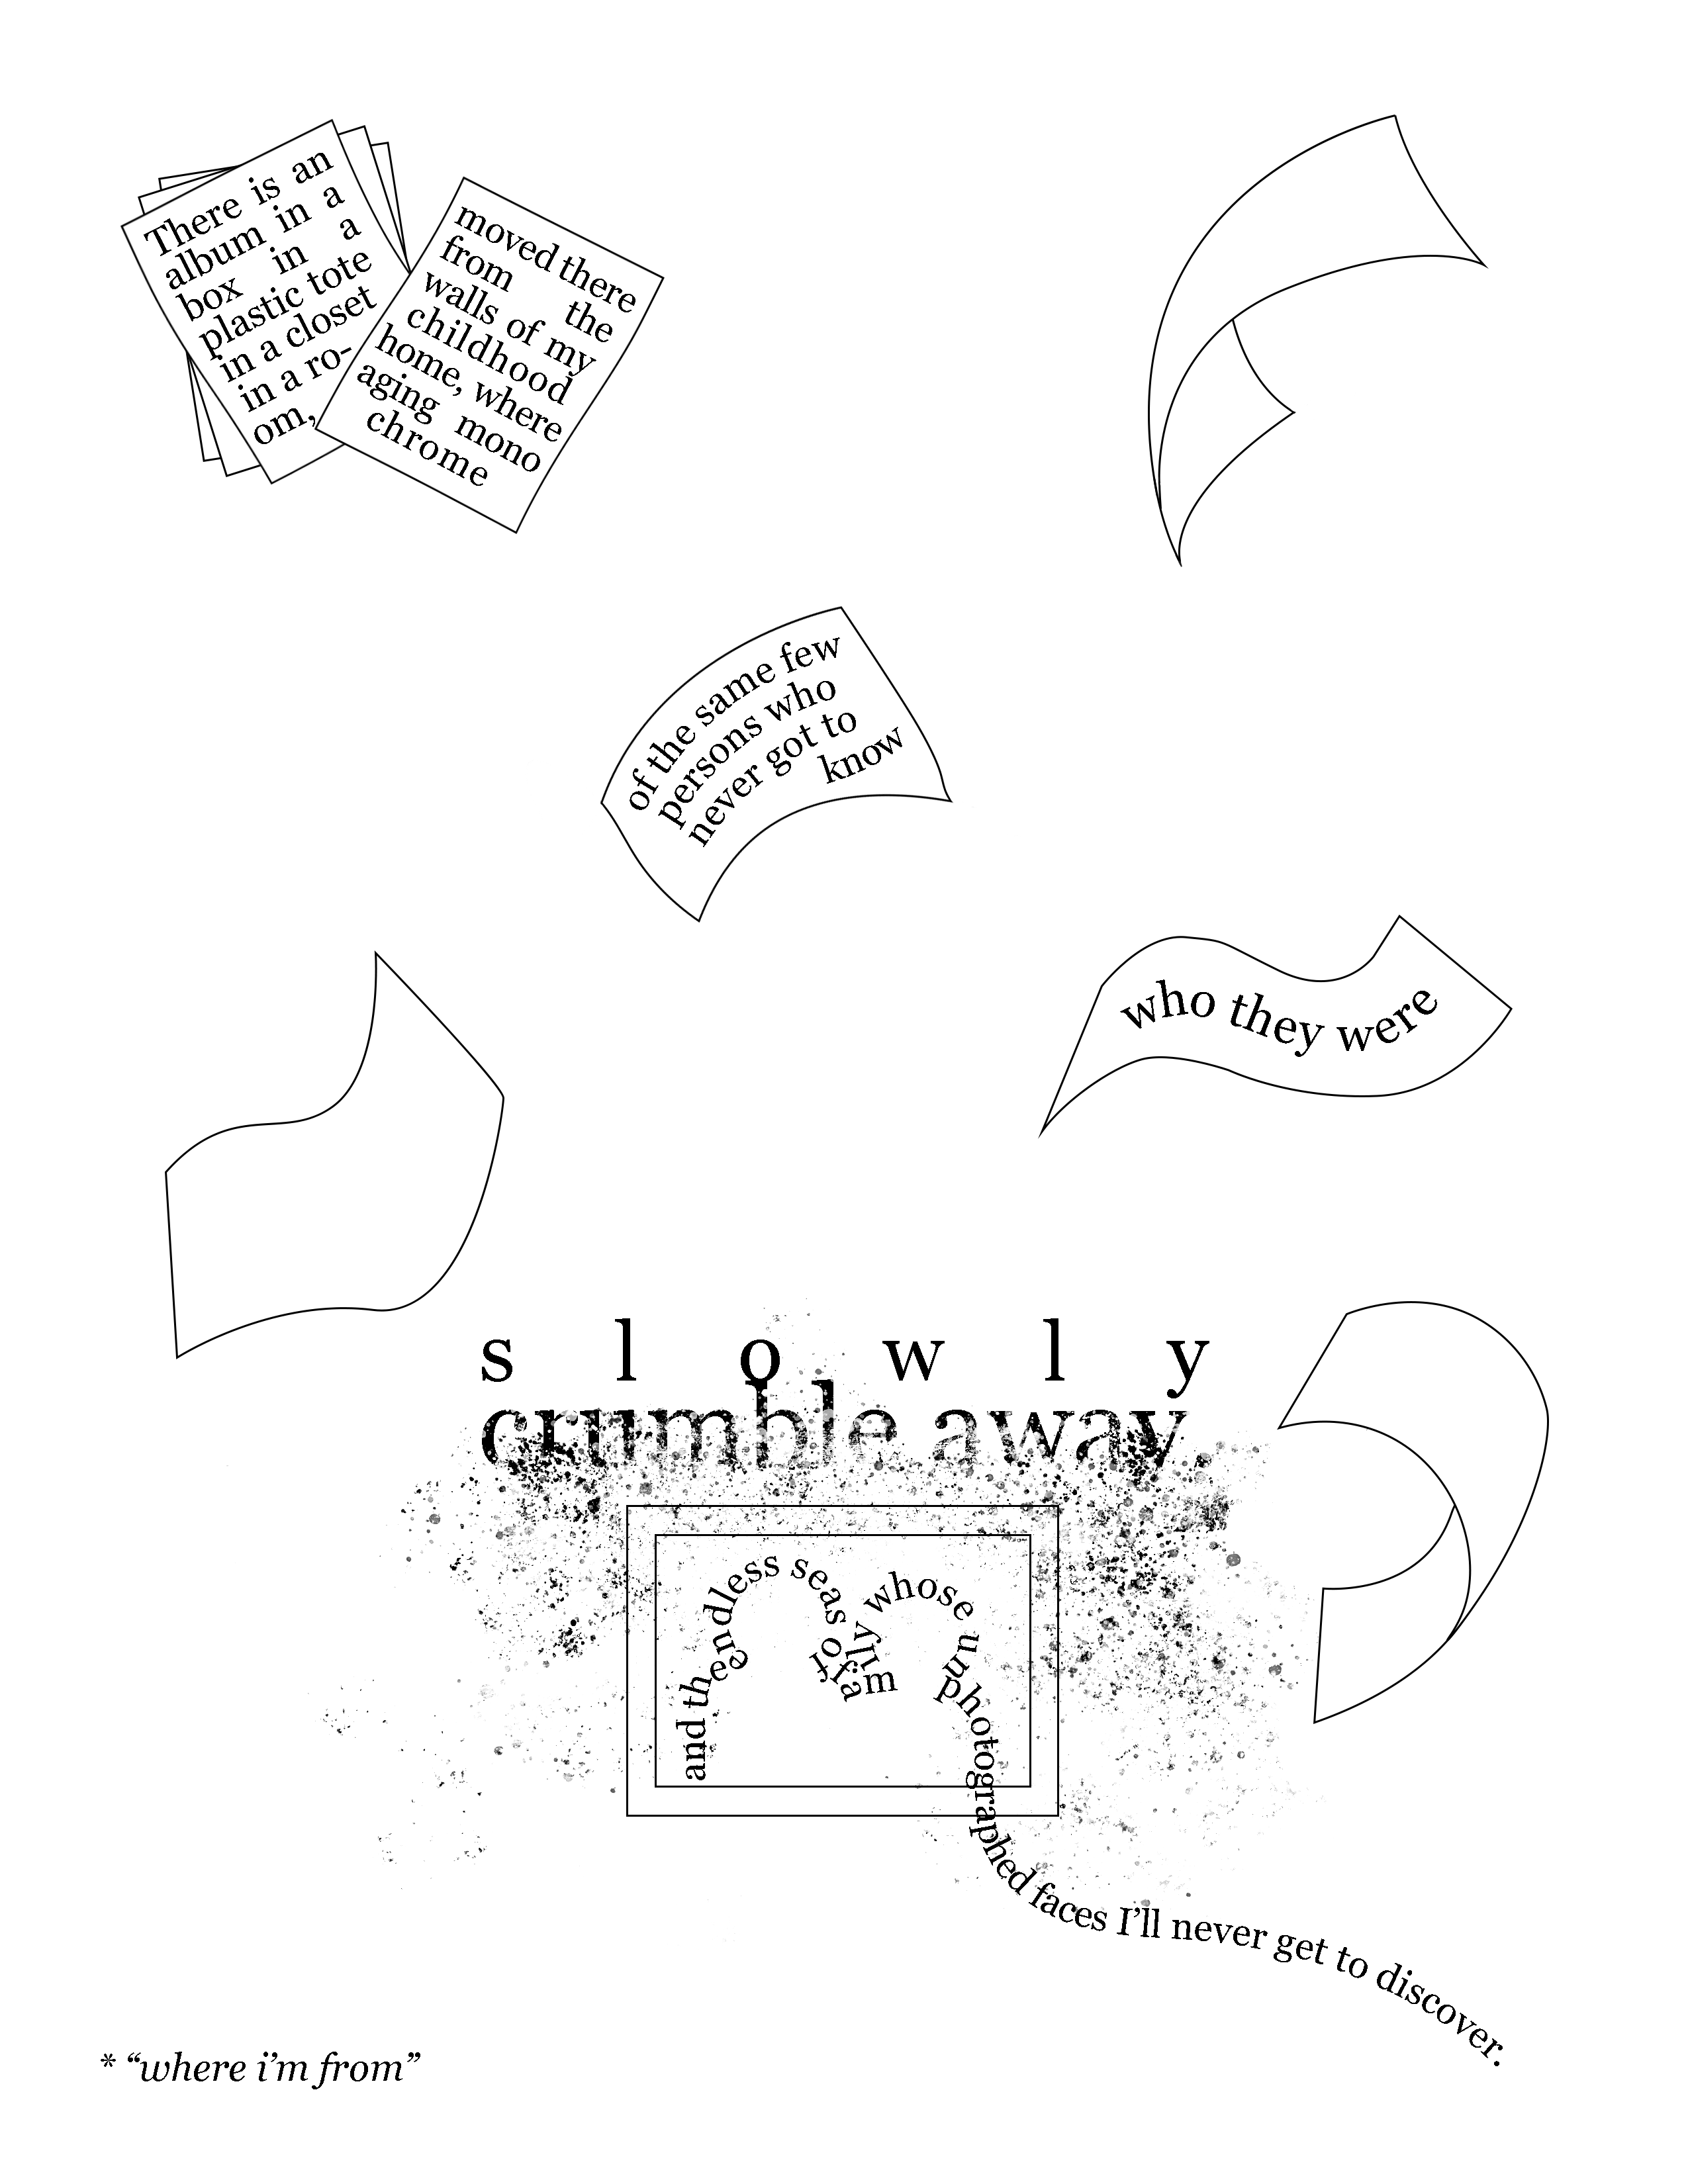 There is an
album in a
box in a
plastic tote
in a closet
in a ro-
om,
moved there
from the
walls of my
childhood
home, where
aging mono
chrome
of the same few
persons who
never got to
know
who they were
s l o w l y
crumble away
and the endless seas of family whose unphotographed faces I’ll never get to discover.
* “where i’m from”